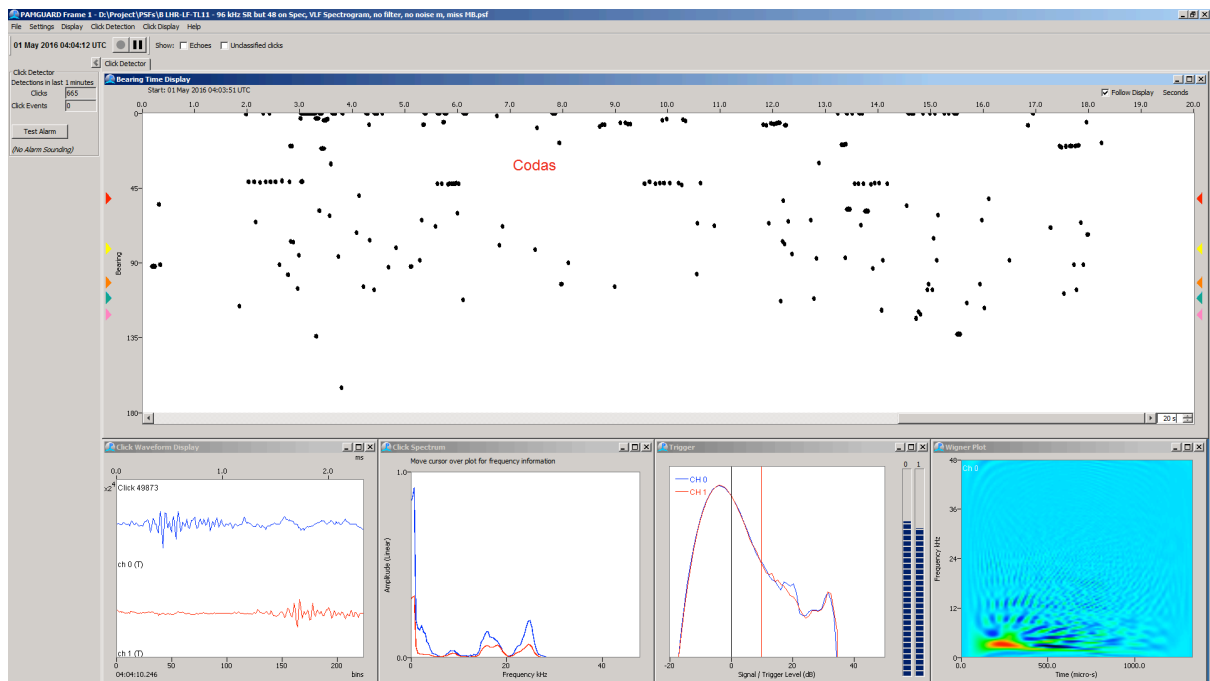 PAMGUARD Frame 1 - D:\Project\PSFs\B LHR-LF-TL11 - 96 kHz SR but 48 on Spec, VLF Spectrogram, no filter, no noise m, miss MB.psf
File Settings Display Click Detection Click Display Help
01 May 2016 04:04:12 UTC Show: Echoes Unclassified clicks
Click Detector
Click Detector
Detections in last 1 minutes
Clicks 665
Click Events 0
Test Alarm
(No Alarm Sounding)
Bearing Time Display
Start: 01 May 2016 04:03:51 UTC Follow Display Seconds
0.0 1.0 2.0 3.0 4.0 5.0 6.0 7.0 8.0 9.0 10.0 11.0 12.0 13.0 14.0 15.0 16.0 17.0 18.0 19.0 20.0
0
45
90
135
180
Bearing
Codas
20 s
Click Waveform Display
ms
0.0 1.0 2.0
x2^4
Click 49873
ch 0 (T)
ch 1 (T)
0 50 100 150 200
04:04:10.246 bins
Click Spectrum
Move cursor over plot for frequency information
1.0
Amplitude (Linear)
0.0
0 20 40
Frequency kHz
Trigger
CH 0
CH 1
0 1
-20 0 20 40
Signal / Trigger Level (dB)
Wigner Plot
Ch 0
48
36
24
12
0.0
Frequency kHz
0.0 500.0 1000.0
Time (micro-s)